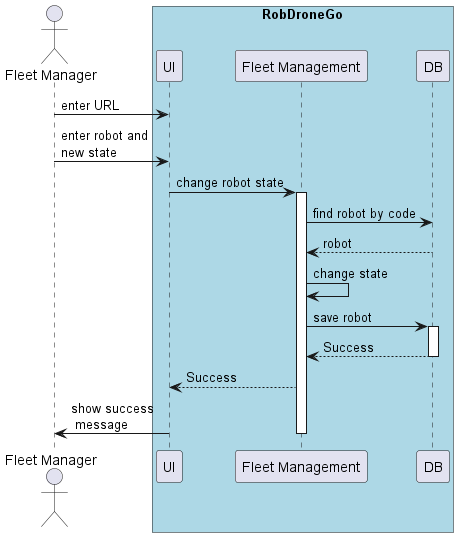 RobDroneGo
Fleet Manager
UI
Fleet Management
DB
enter URL
enter robot and
new state
change robot state
find robot by code
robot
change state
save robot
Success
Success
show success
message
Fleet Manager
UI
Fleet Management
DB